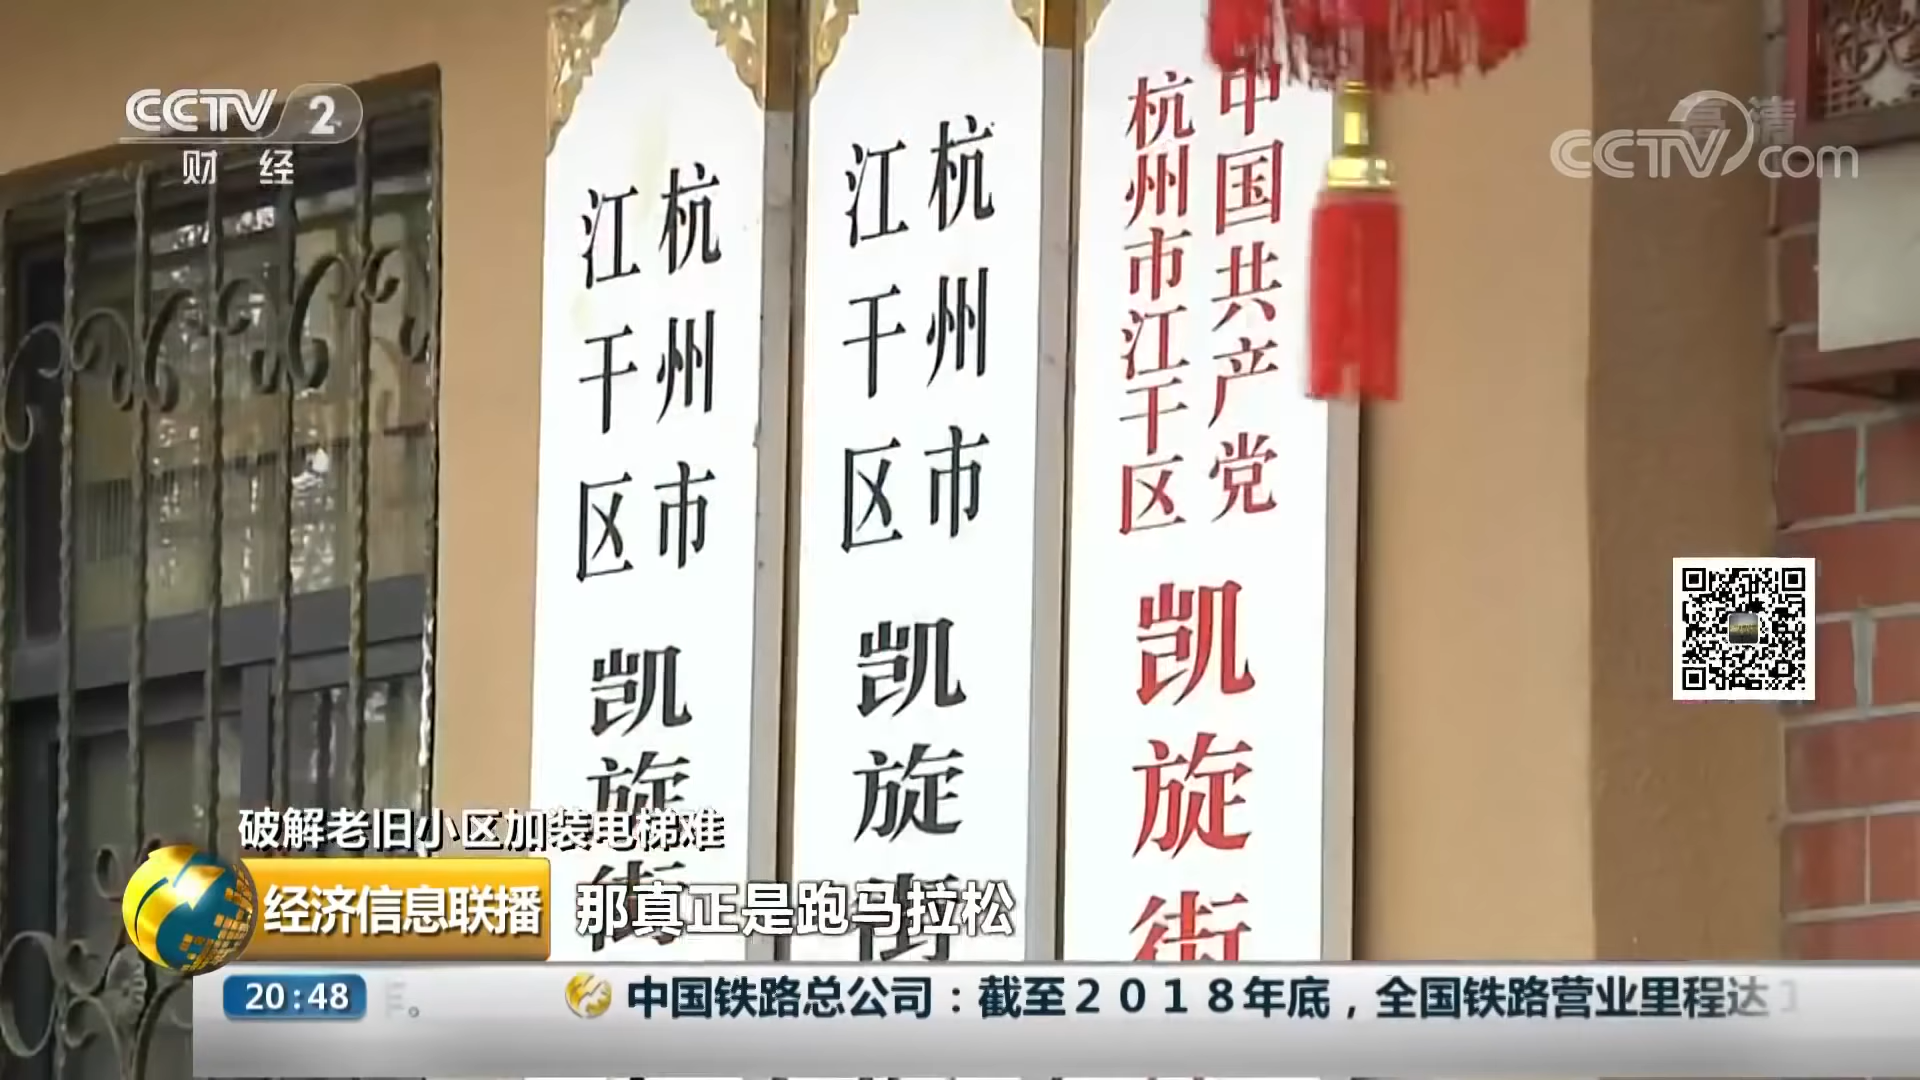 CCTV 2
财经
高清
CCTV com
中国共产党
杭州市江干区
凯旋街
杭州市
江干区
凯旋街
杭州市
江干区
凯旋街
破解老旧小区加装电梯难
经济信息联播
那真正是跑马拉松
20:48
中国铁路总公司：截至2018年底，全国铁路营业里程达